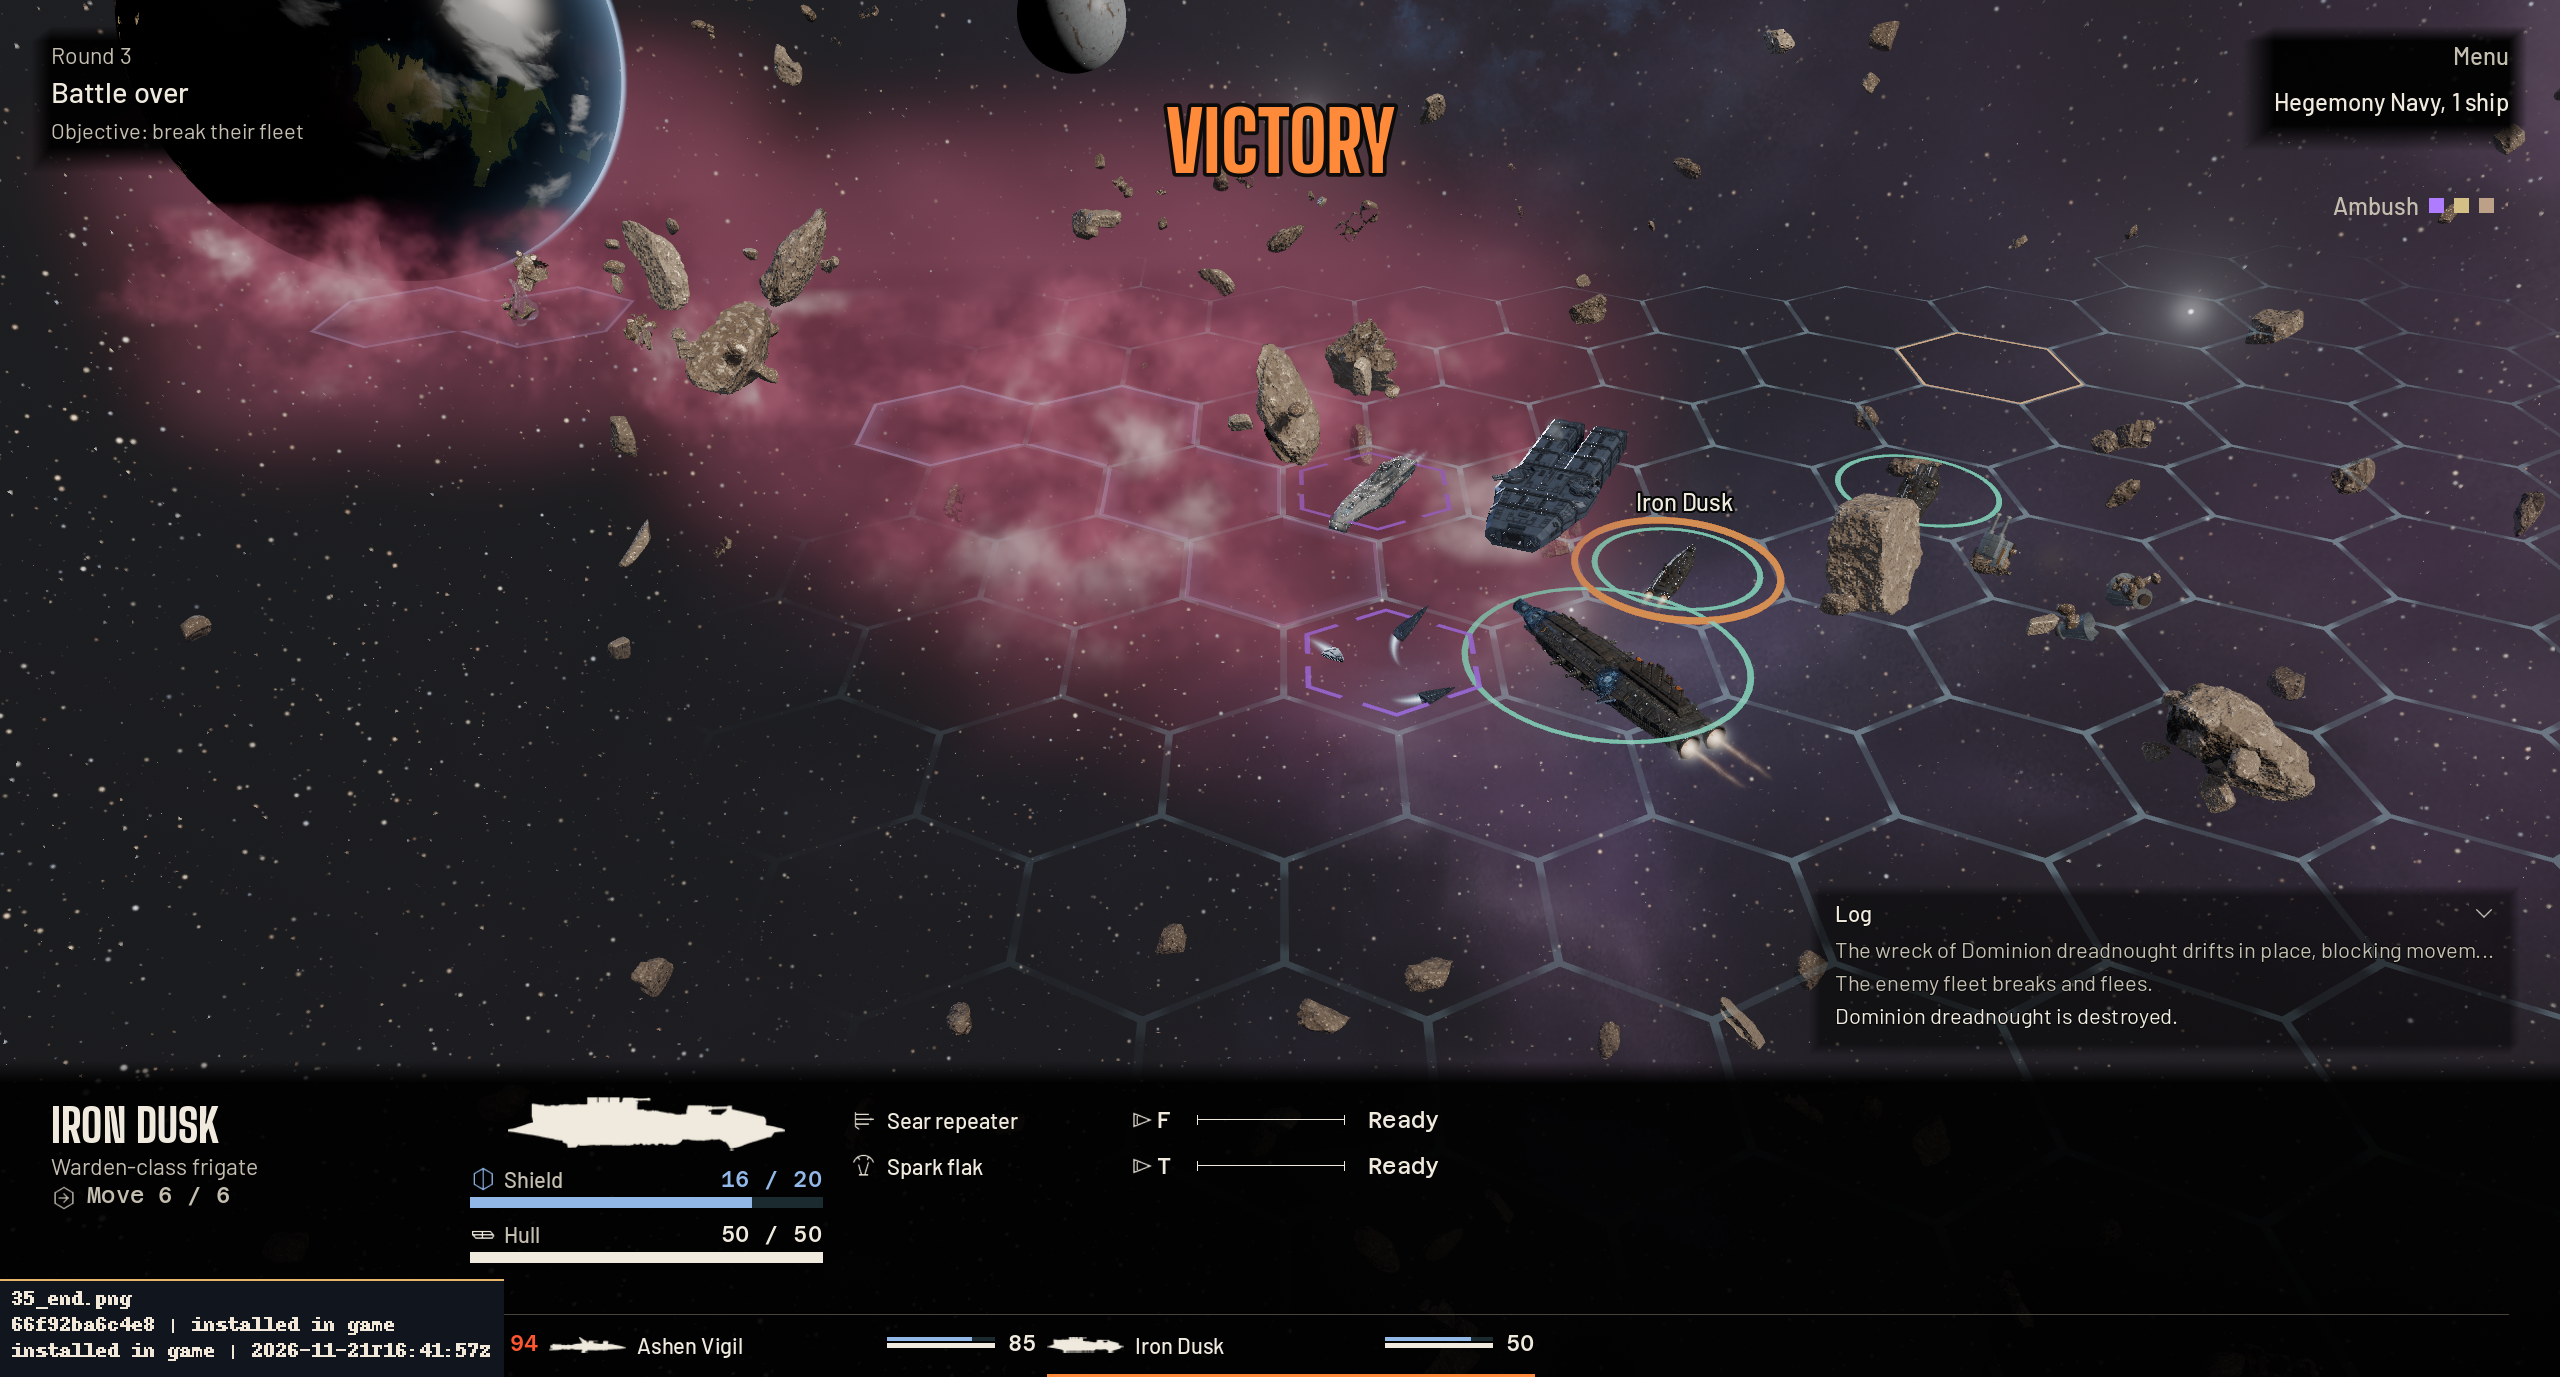 Round 3
Battle over
Objective: break their fleet
VICTORY
Menu
Hegemony Navy, 1 ship
Ambush
Iron Dusk
Log
The wreck of Dominion dreadnought drifts in place, blocking movem...
The enemy fleet breaks and flees.
Dominion dreadnought is destroyed.
IRON DUSK
Warden-class frigate
Move 6 / 6
Shield 16 / 20
Hull 50 / 50
Sear repeater F Ready
Spark flak T Ready
35_end.png
66f92ba6c4e8 | installed in game
installed in game | 2026-11-21r16:41:57z
94 Ashen Vigil 85 Iron Dusk 50